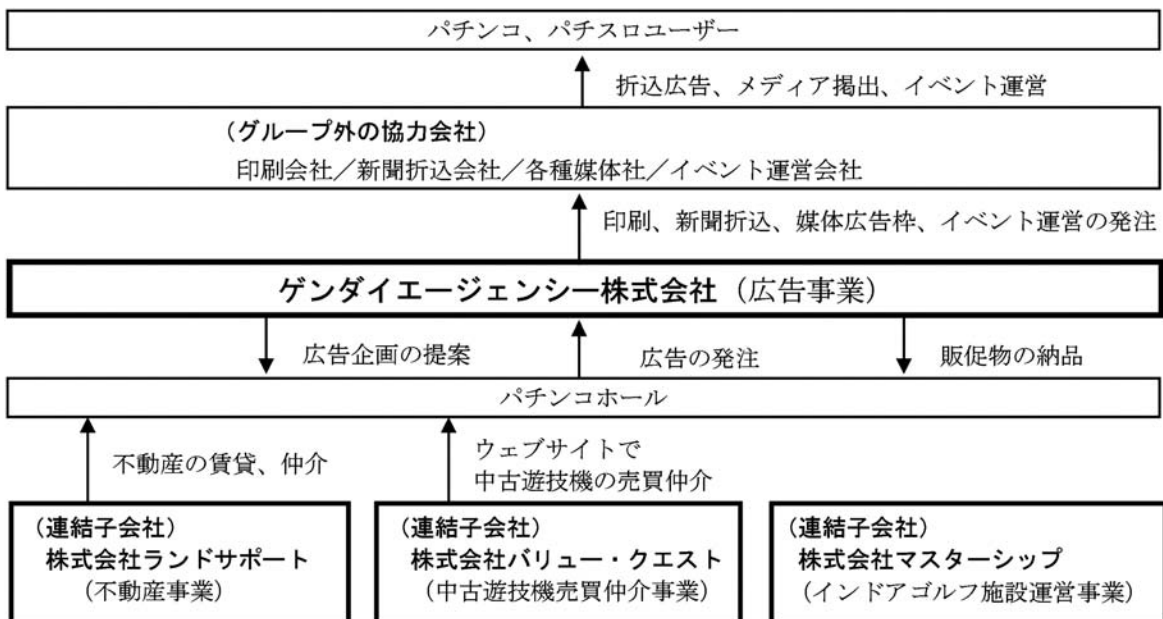 パチンコ、パチスロユーザー
折込広告、メディア掲出、イベント運営
（グループ外の協力会社）
印刷会社／新聞折込会社／各種媒体社／イベント運営会社
印刷、新聞折込、媒体広告枠、イベント運営の発注
ゲンダイエージェンシー株式会社（広告事業）
広告企画の提案
広告の発注
販促物の納品
パチンコホール
不動産の賃貸、仲介
ウェブサイトで
中古遊技機の売買仲介
（連結子会社）
株式会社ランドサポート
（不動産事業）
（連結子会社）
株式会社バリュー・クエスト
（中古遊技機売買仲介事業）
（連結子会社）
株式会社マスターシップ
（インドアゴルフ施設運営事業）